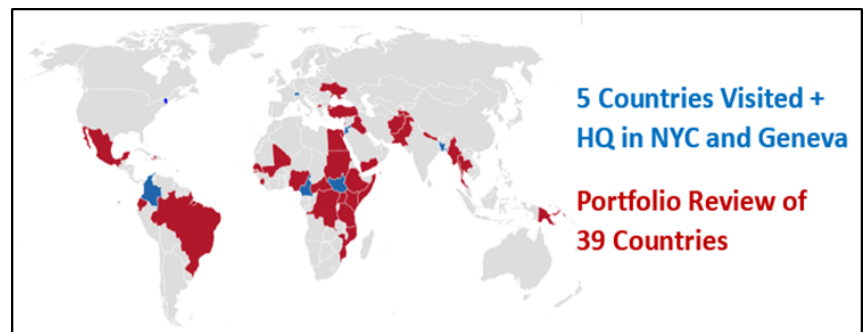 5 Countries Visited +
HQ in NYC and Geneva
Portfolio Review of
39 Countries